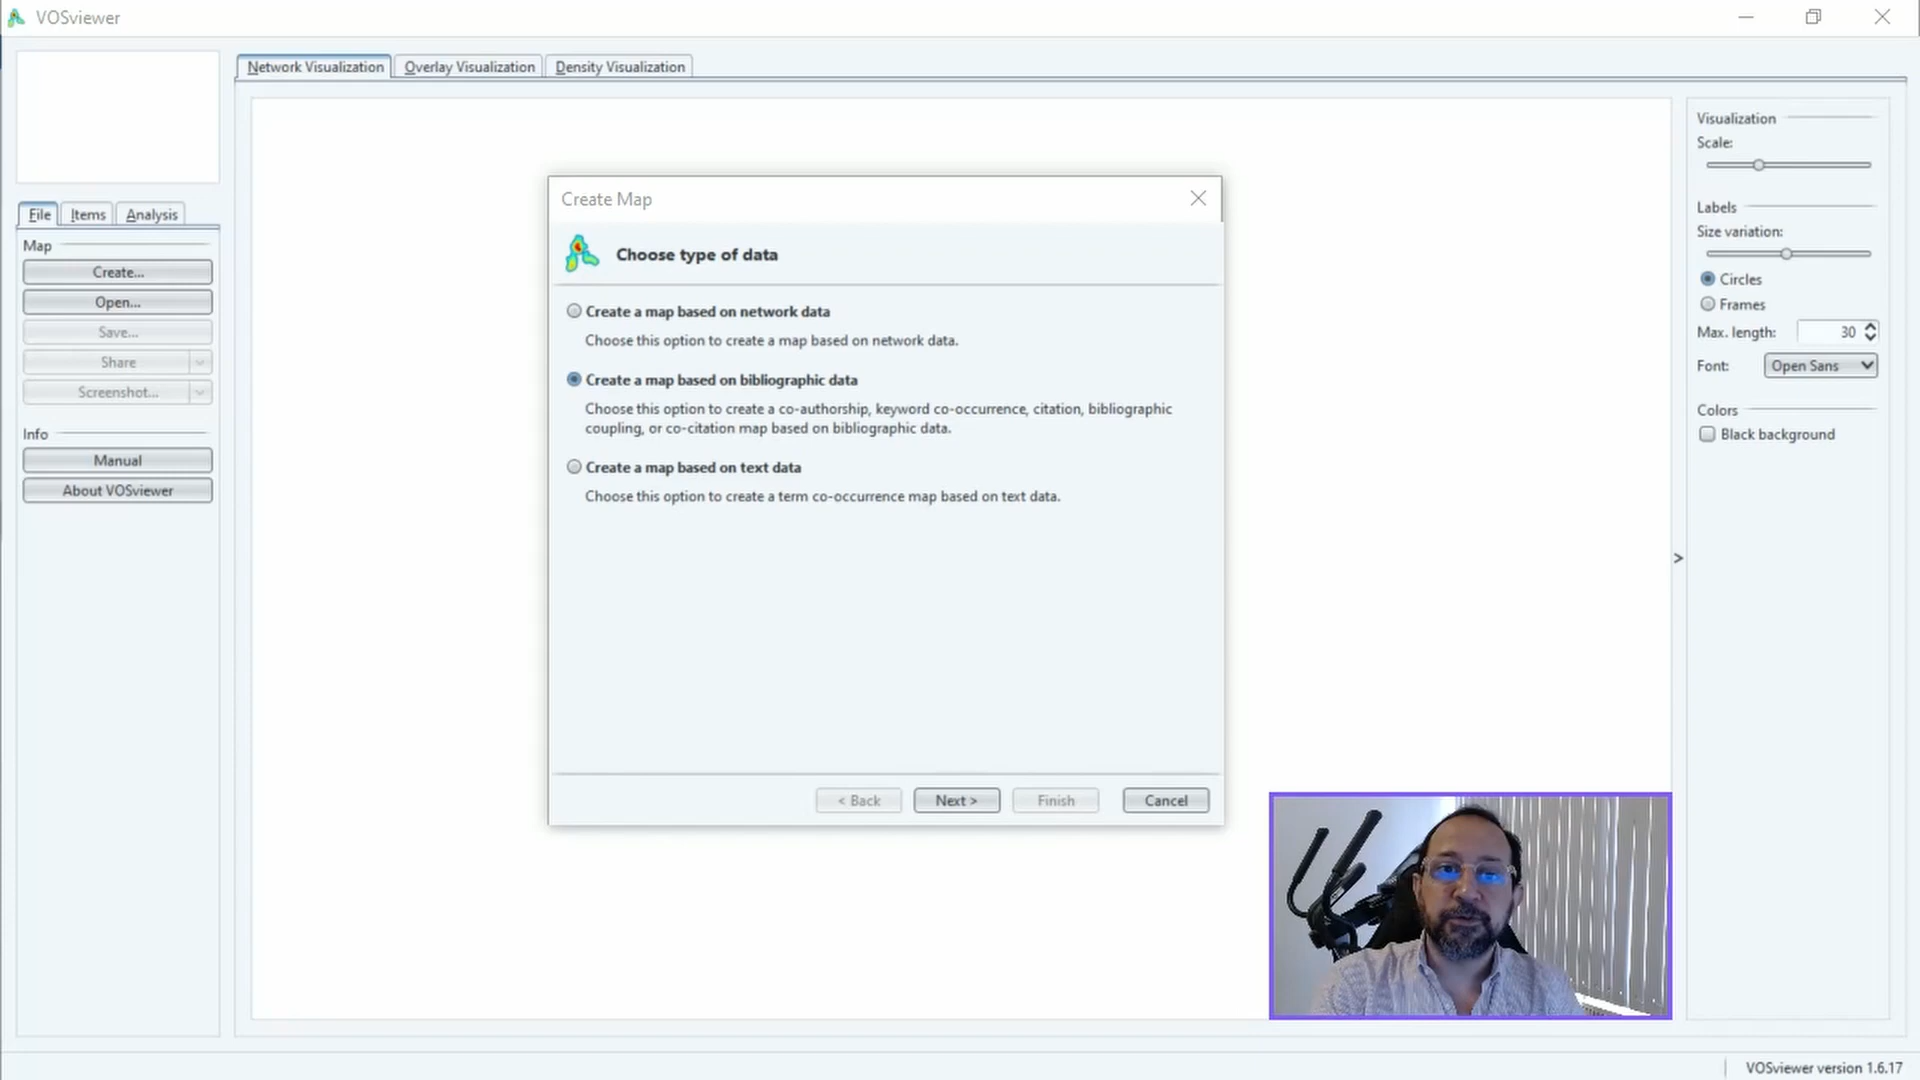 VOSviewer
Network Visualization
Overlay Visualization
Density Visualization
File
Items
Analysis
Map
Create...
Open...
Save...
Share
Screenshot...
Info
Manual
About VOSviewer
Create Map
Choose type of data
Create a map based on network data
Choose this option to create a map based on network data.
Create a map based on bibliographic data
Choose this option to create a co-authorship, keyword co-occurrence, citation, bibliographic
coupling, or co-citation map based on bibliographic data.
Create a map based on text data
Choose this option to create a term co-occurrence map based on text data.
< Back
Next >
Finish
Cancel
>
Visualization
Scale:
Labels
Size variation:
Circles
Frames
Max. length: 30
Font: Open Sans
Colors
Black background
VOSviewer version 1.6.17